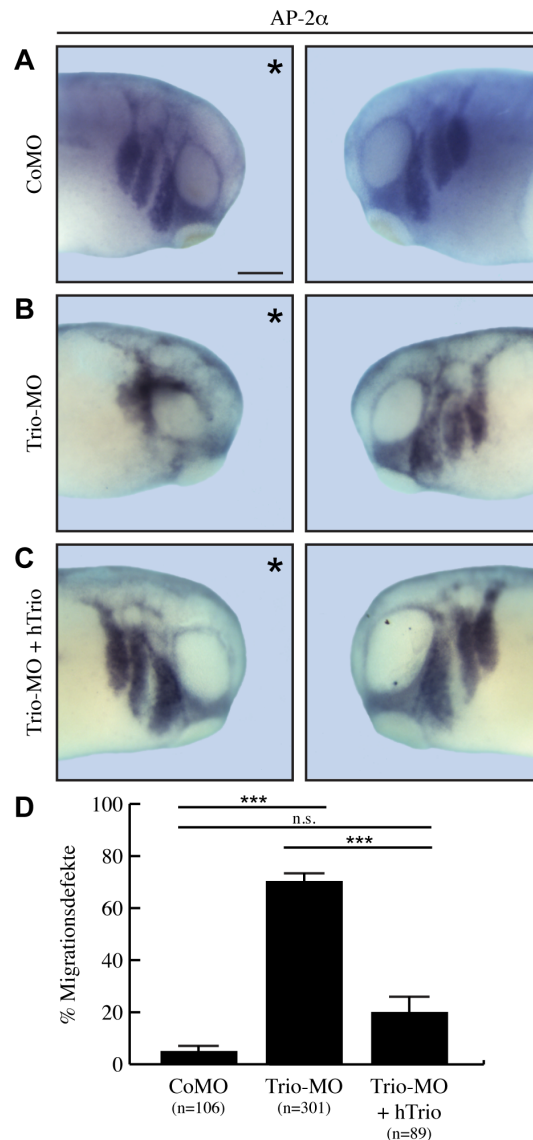 AP-2α
A
*
CoMO
B
*
Trio-MO
C
*
Trio-MO + hTrio
D
100
80
60
40
20
0
% Migrationsdefekte
***
n.s.
***
CoMO
(n=106)
Trio-MO
(n=301)
Trio-MO
+ hTrio
(n=89)